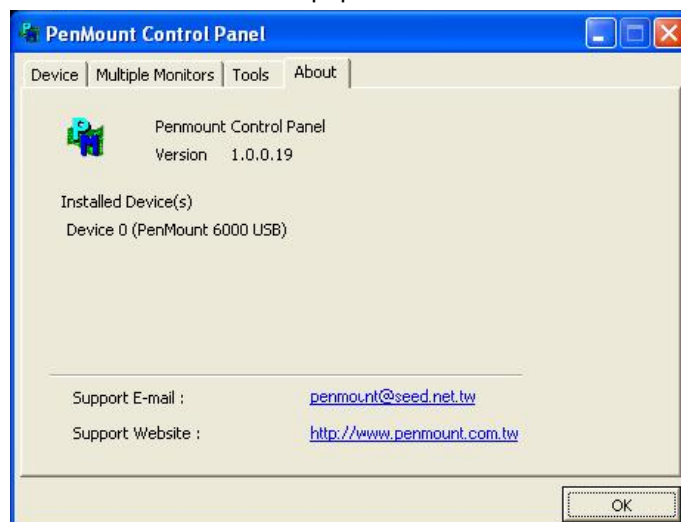 PenMount Control Panel
Device Multiple Monitors Tools About
Penmount Control Panel
Version 1.0.0.19
Installed Device(s)
Device 0 (PenMount 6000 USB)
Support E-mail : penmount@seed.net.tw
Support Website : http://www.penmount.com.tw
OK